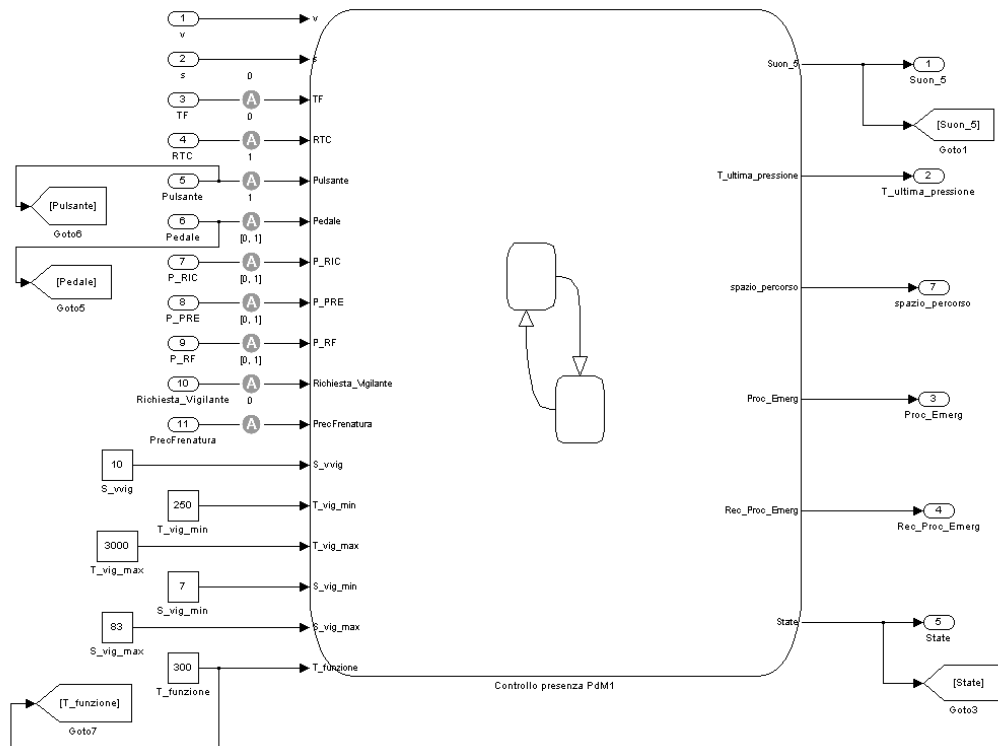 1
v
v
2
s
s
0
3
A
TF
TF
0
4
A
RTC
RTC
1
5
A
Pulsante
Pulsante
1
[Pulsante]
Goto6
6
A
Pedale
Pedale
[0, 1]
7
A
P_RIC
P_RIC
[0, 1]
[Pedale]
Goto5
8
A
P_PRE
P_PRE
[0, 1]
9
A
P_RF
P_RF
[0, 1]
10
A
Richiesta_Vigilante
Richiesta_Vigilante
0
11
A
PrecFrenatura
PrecFrenatura
10
S_vvig
S_vvig
250
T_vig_min
T_vig_min
3000
T_vig_max
T_vig_max
7
S_vig_min
S_vig_min
83
S_vig_max
S_vig_max
300
T_funzione
T_funzione
[T_funzione]
Goto7
Controllo presenza PdM1
Suon_5
1
Suon_5
[Suon_5]
Goto1
T_ultima_pressione
2
T_ultima_pressione
spazio_percorso
7
spazio_percorso
Proc_Emerg
3
Proc_Emerg
Rec_Proc_Emerg
4
Rec_Proc_Emerg
State
5
State
[State]
Goto3